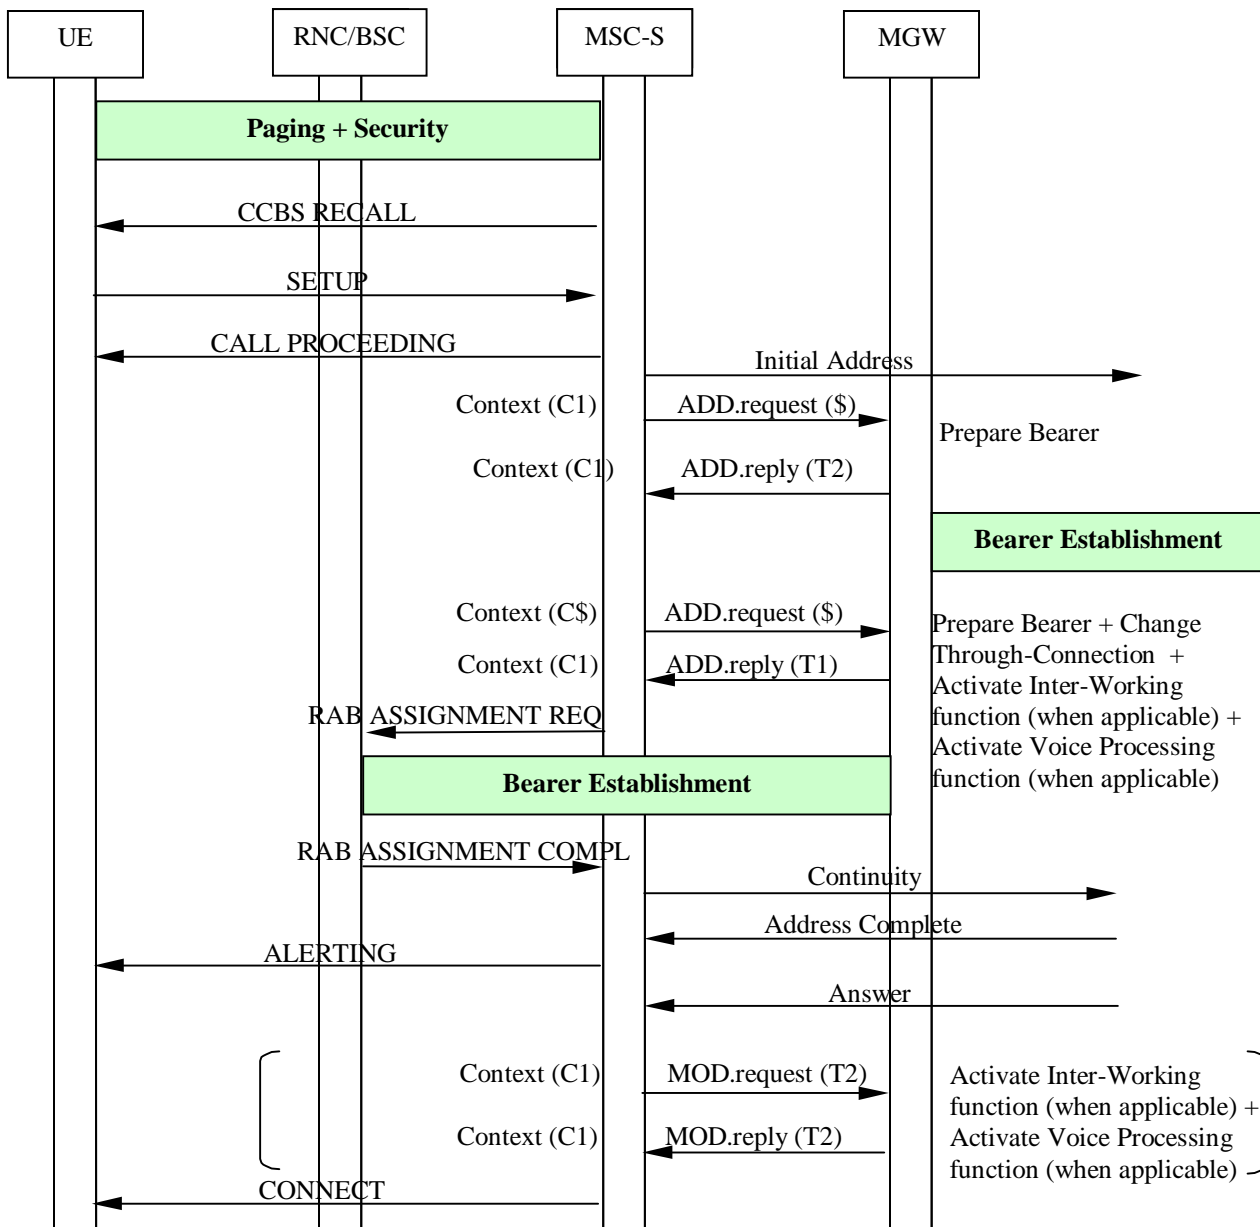 UE
RNC/BSC
MSC-S
MGW
Paging + Security
CCBS RECALL
SETUP
CALL PROCEEDING
Initial Address
Context (C1)
ADD.request ($)
Prepare Bearer
Context (C1)
ADD.reply (T2)
Bearer Establishment
Context (C$)
ADD.request ($)
Prepare Bearer + Change
Through-Connection +
Activate Inter-Working
function (when applicable) +
Activate Voice Processing
function (when applicable)
Context (C1)
ADD.reply (T1)
RAB ASSIGNMENT REQ
Bearer Establishment
RAB ASSIGNMENT COMPL
Continuity
Address Complete
ALERTING
Answer
Context (C1)
MOD.request (T2)
Activate Inter-Working
function (when applicable) +
Activate Voice Processing
function (when applicable)
Context (C1)
MOD.reply (T2)
CONNECT